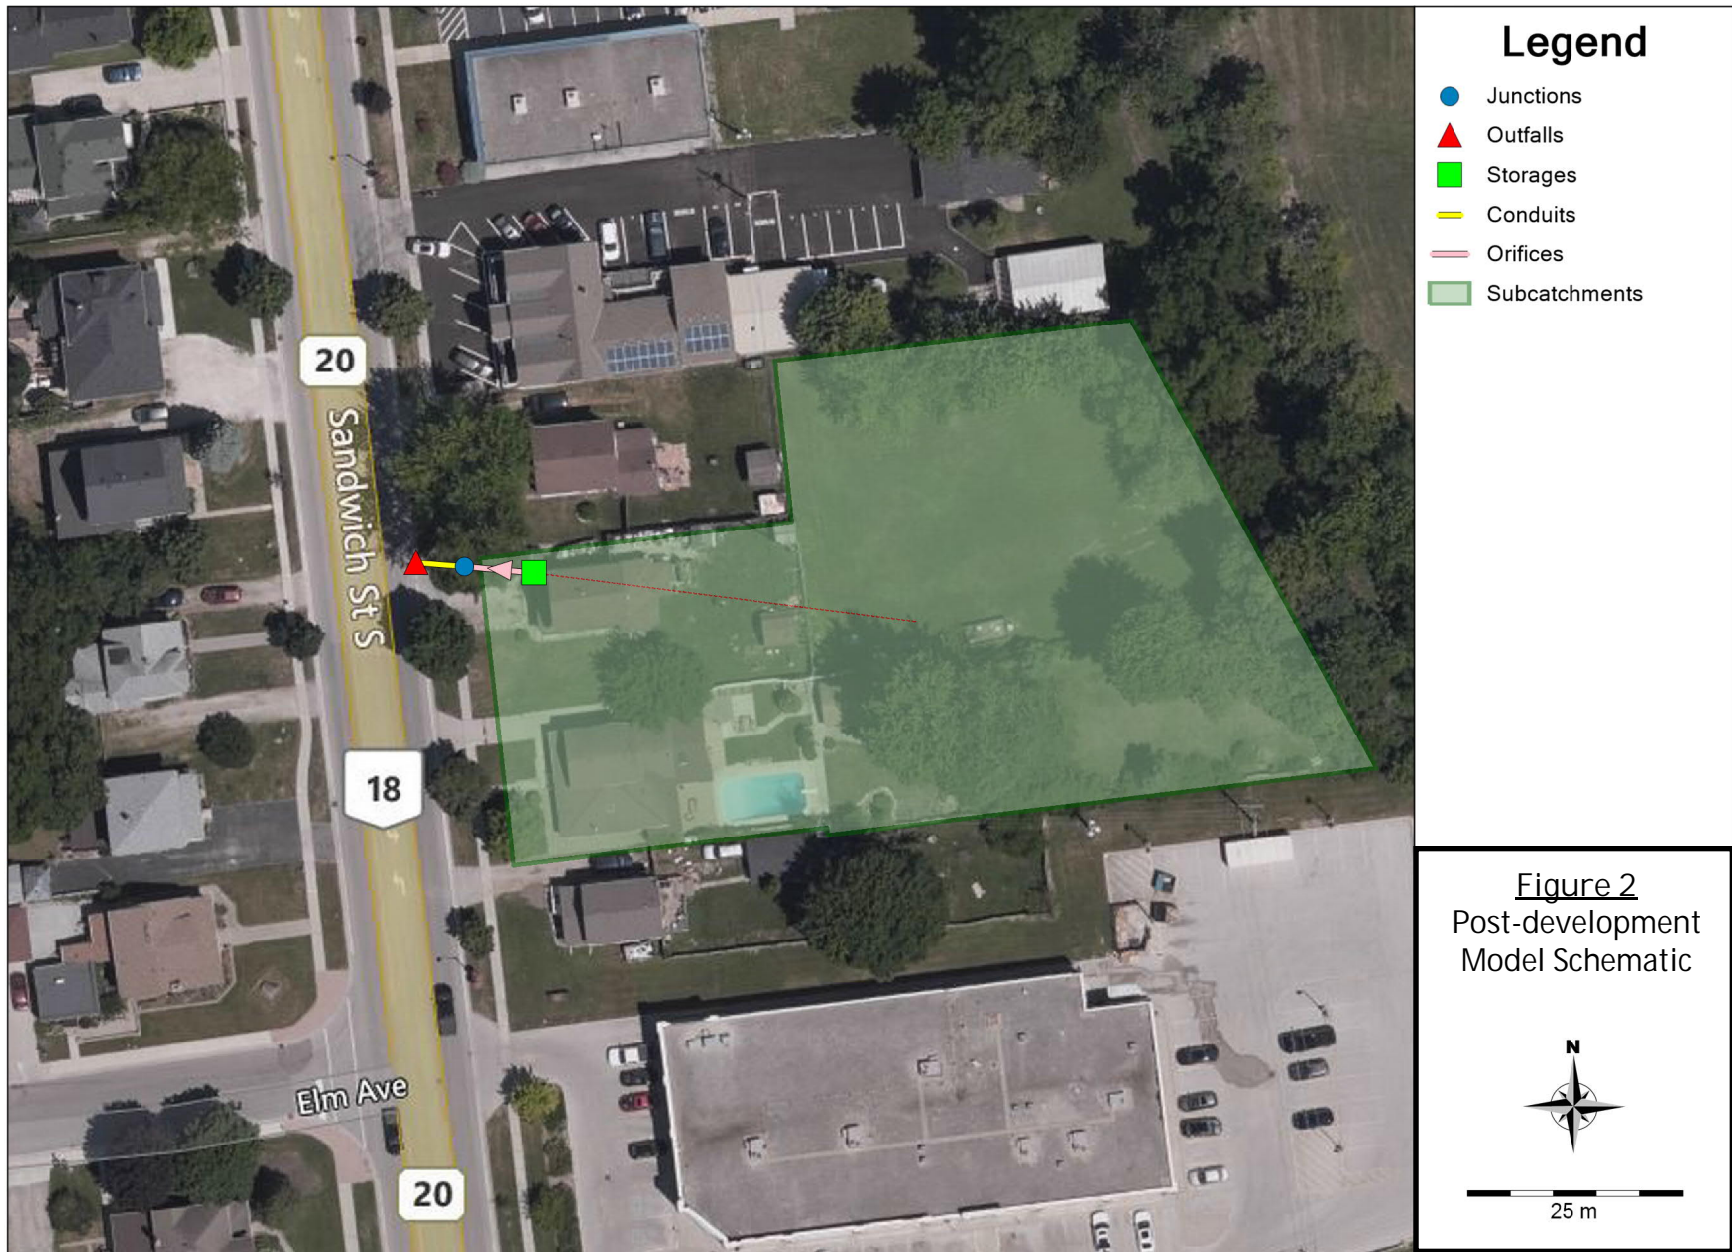 Legend
Junctions
Outfalls
Storages
Conduits
Orifices
Subcatchments
20
Sandwich St S
18
Elm Ave
20
Figure 2
Post-development
Model Schematic
N
25 m